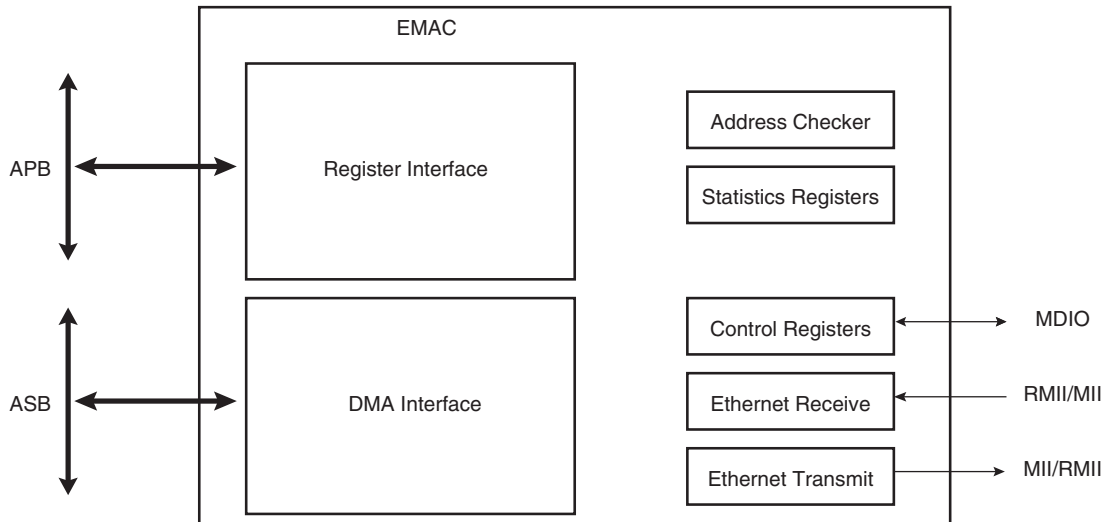 EMAC
APB
Register Interface
Address Checker
Statistics Registers
ASB
DMA Interface
Control Registers
MDIO
Ethernet Receive
RMII/MII
Ethernet Transmit
MII/RMII